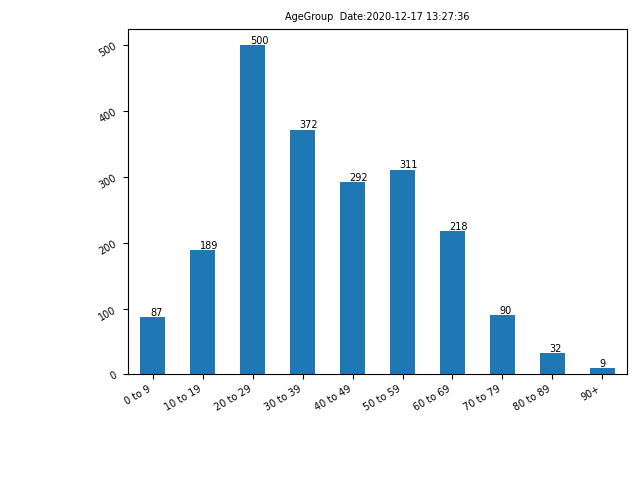 AgeGroup  Date:2020-12-17 13:27:36
500
400
300
200
100
0
87
189
500
372
292
311
218
90
32
9
0 to 9
10 to 19
20 to 29
30 to 39
40 to 49
50 to 59
60 to 69
70 to 79
80 to 89
90+